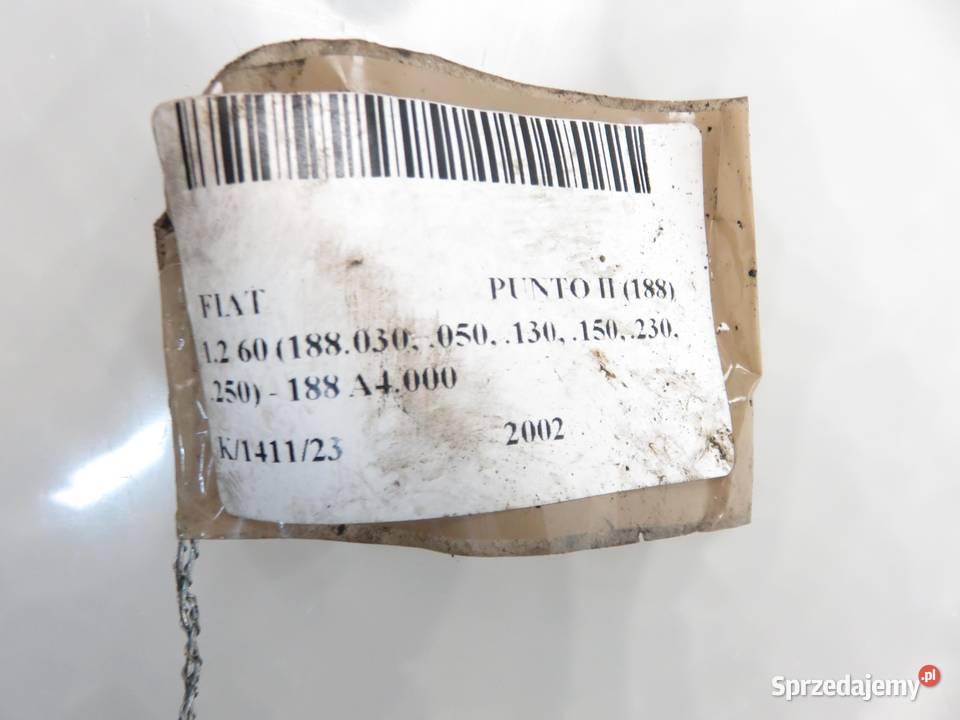 FIAT PUNTO II (188)
1.2 60 (188.030, .050, .130, .150, .230,
.250) - 188 A4.000
K/1411/23 2002
Sprzedajemy.pl